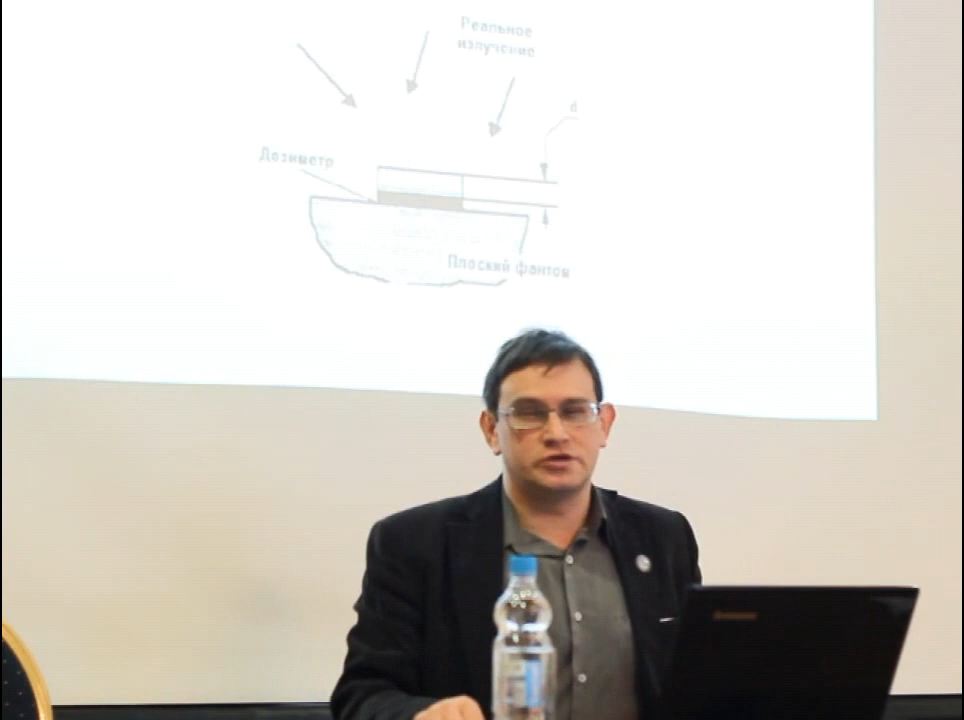 Реальное
излучение
d
Дозиметр
Плоский фантом